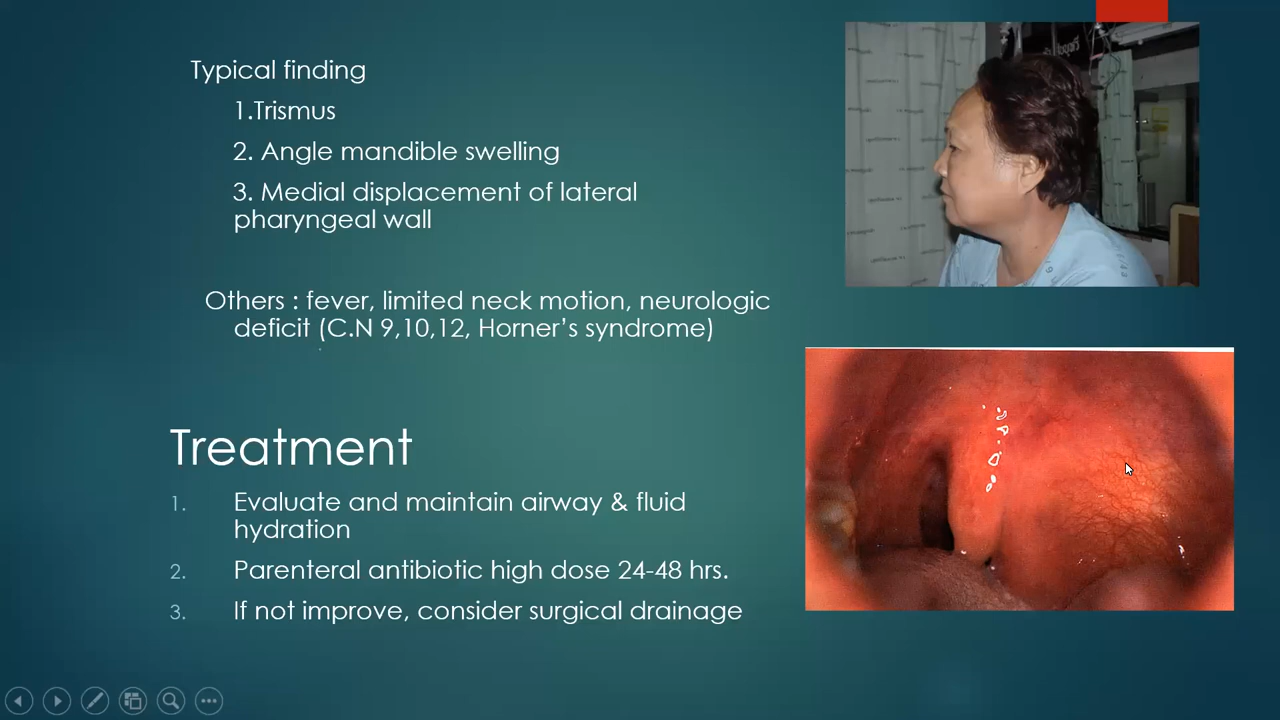 Typical finding
1.Trismus
2. Angle mandible swelling
3. Medial displacement of lateral
pharyngeal wall
Others : fever, limited neck motion, neurologic
deficit (C.N 9,10,12, Horner's syndrome)
Treatment
1. Evaluate and maintain airway & fluid
hydration
2. Parenteral antibiotic high dose 24-48 hrs.
3. If not improve, consider surgical drainage